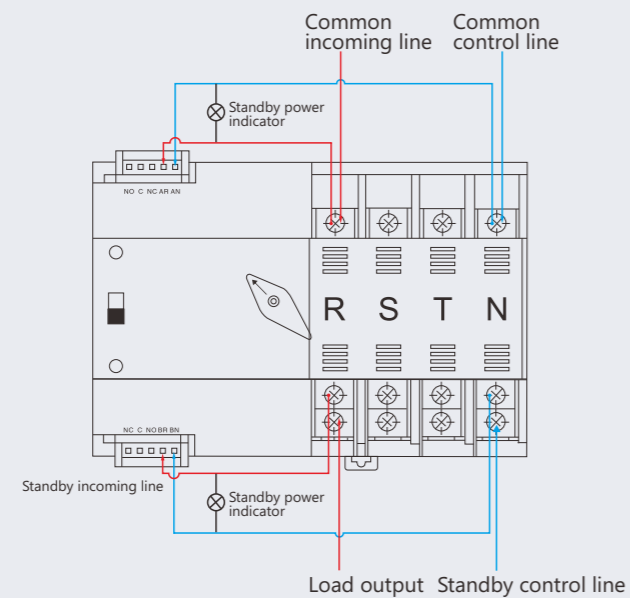 Common
incoming line
Common
control line
Standby power
indicator
NO C NC AR AN
R S T N
NC C NO BR BN
Standby incoming line
Standby power
indicator
Load output
Standby control line